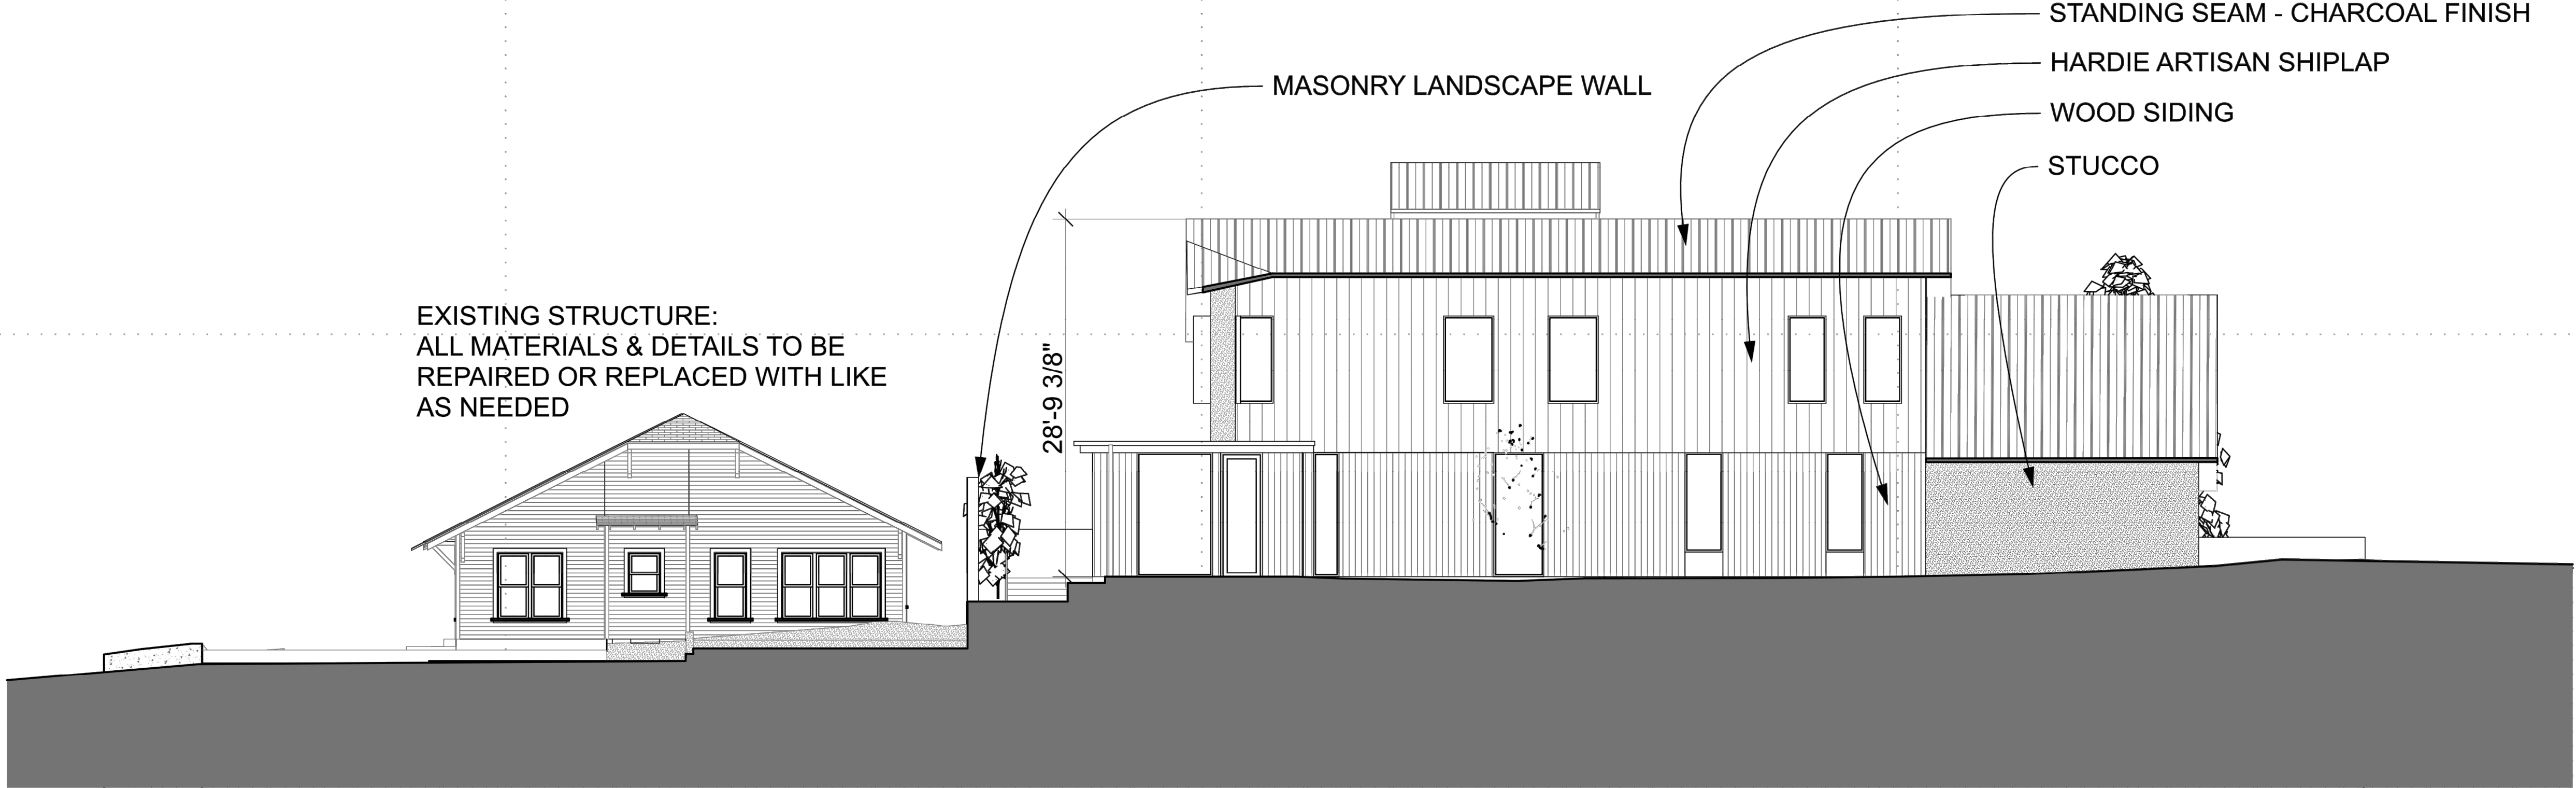 STANDING SEAM - CHARCOAL FINISH
HARDIE ARTISAN SHIPLAP
MASONRY LANDSCAPE WALL
WOOD SIDING
STUCCO
EXISTING STRUCTURE:
ALL MATERIALS & DETAILS TO BE
REPAIRED OR REPLACED WITH LIKE
AS NEEDED
28'-9 3/8"